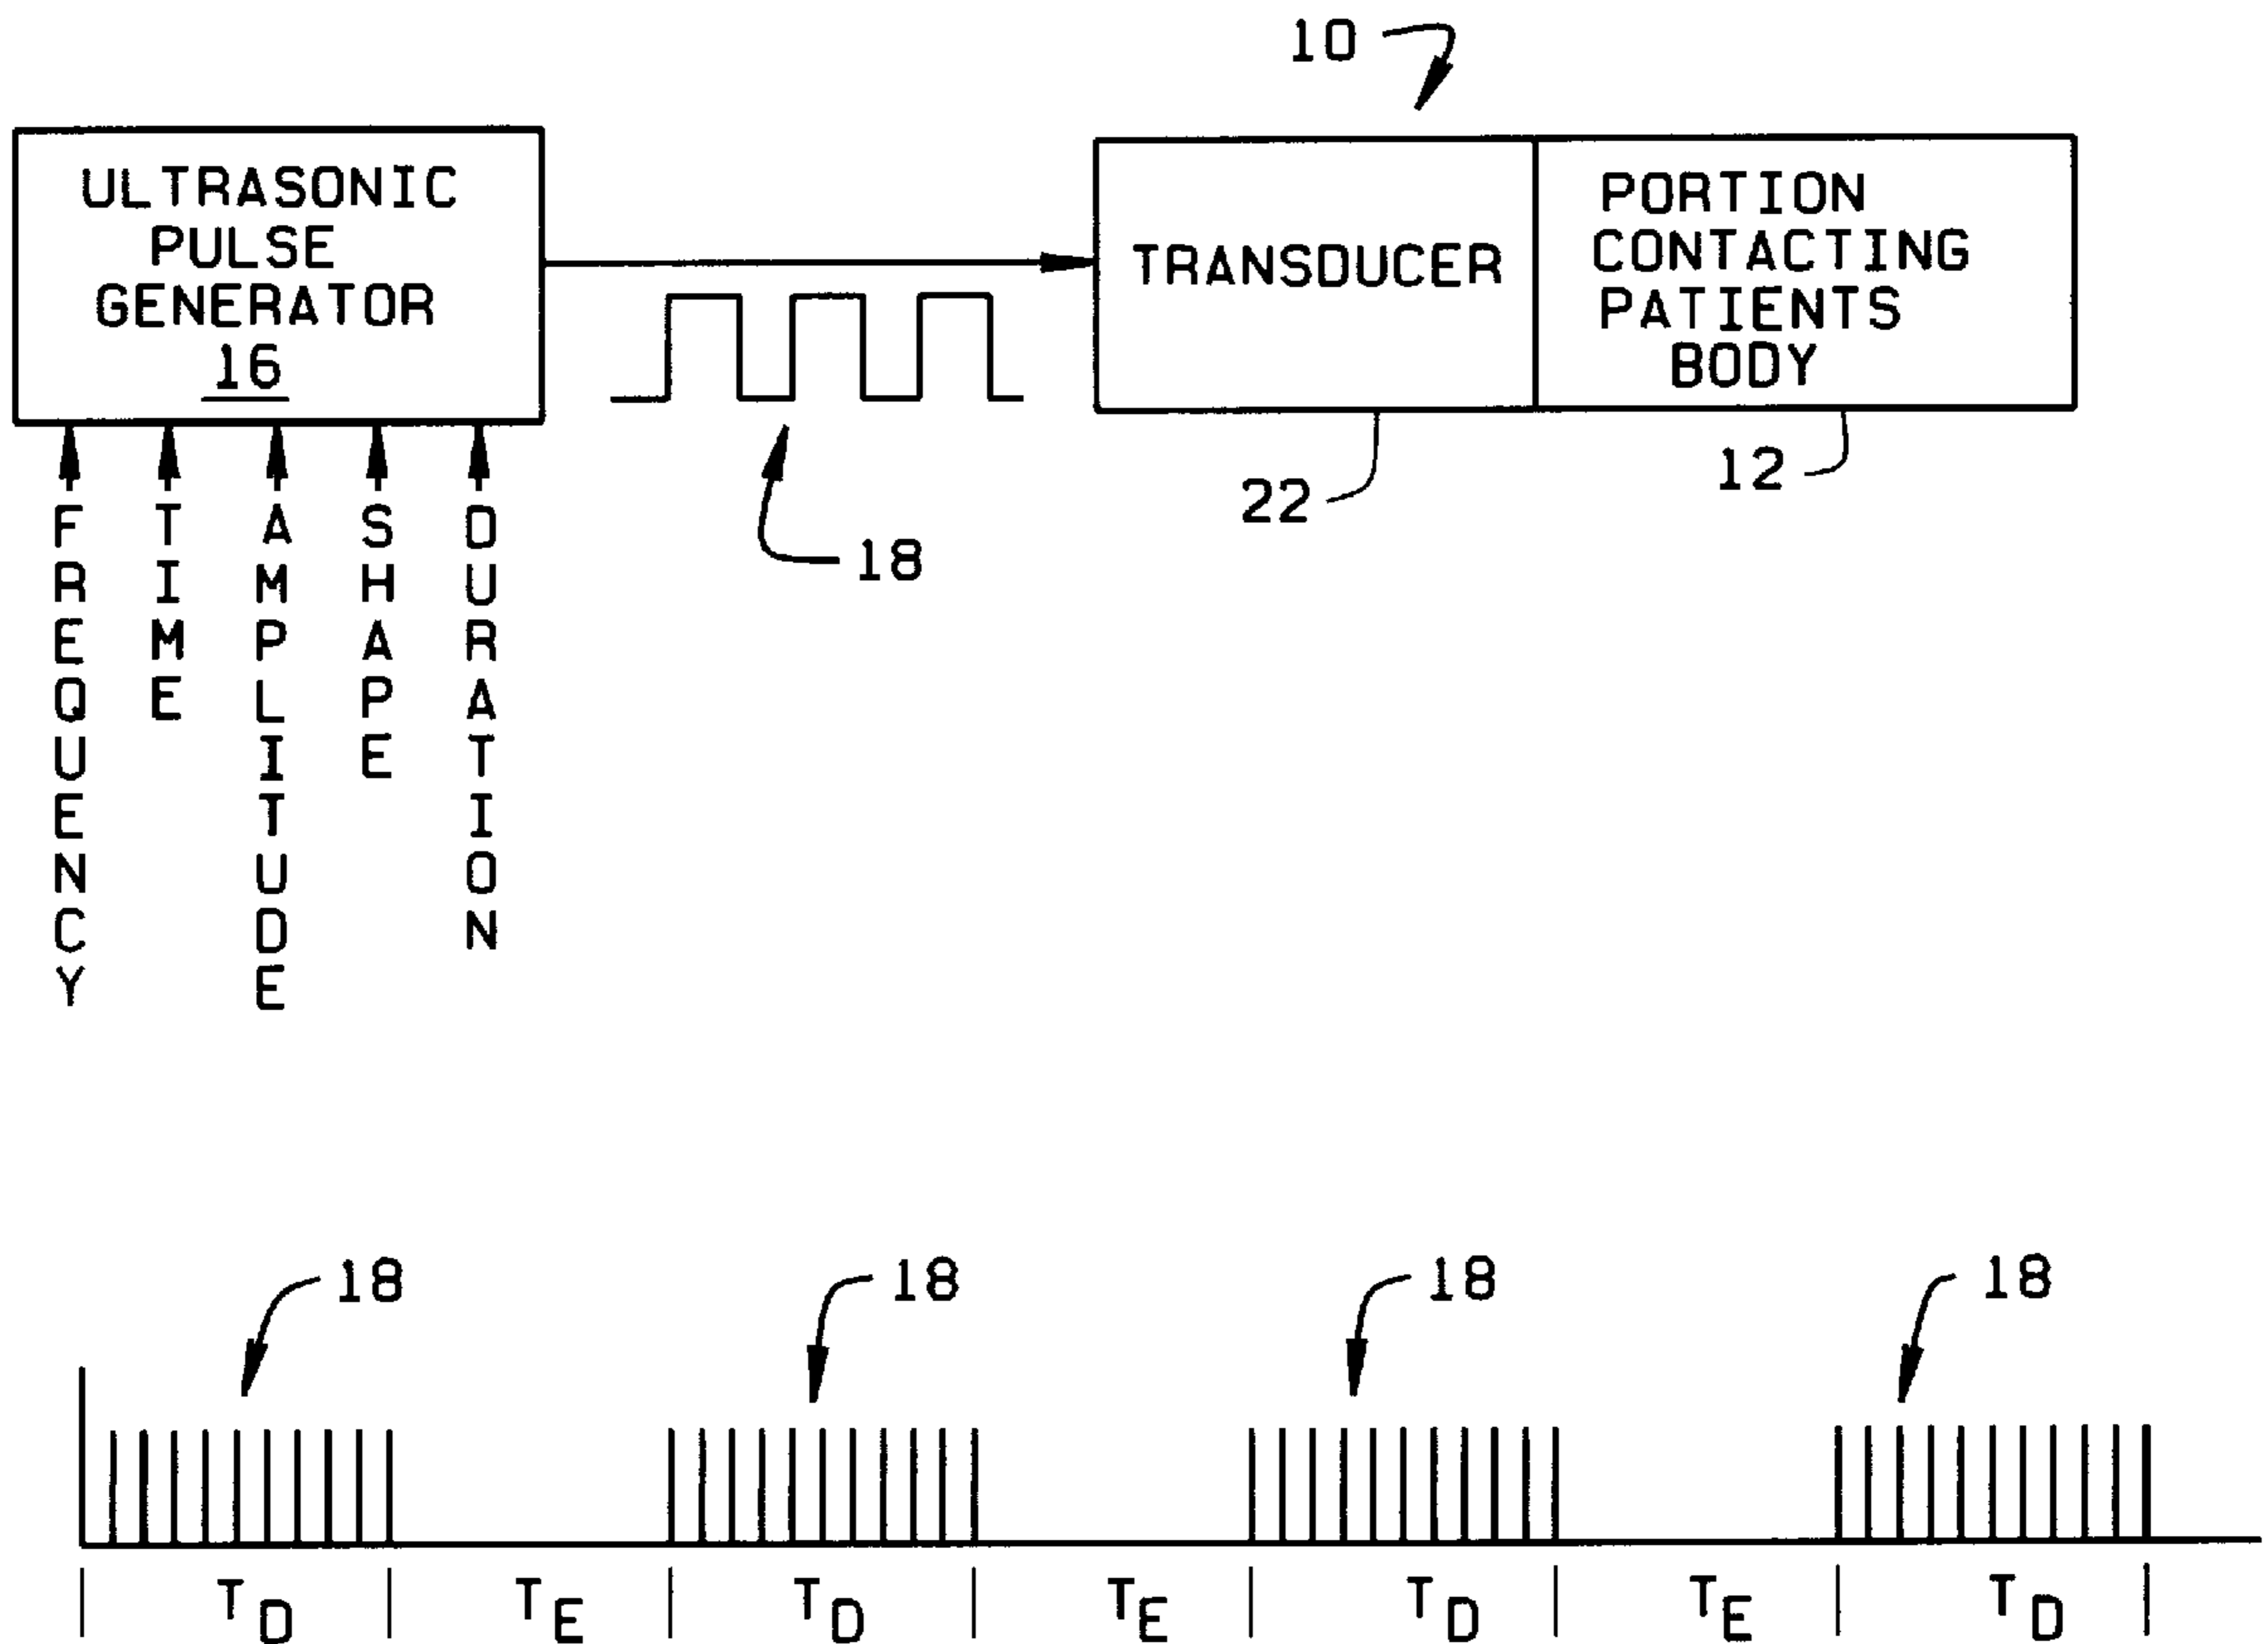 10
ULTRASONIC
PULSE
GENERATOR
16
TRANSDUCER
PORTION
CONTACTING
PATIENTS
BODY
22
12
18
FREQUENCY
TIME
AMPLITUDE
SHAPE
DURATION
18 18 18 18
TD TE TD TE TD TE TD